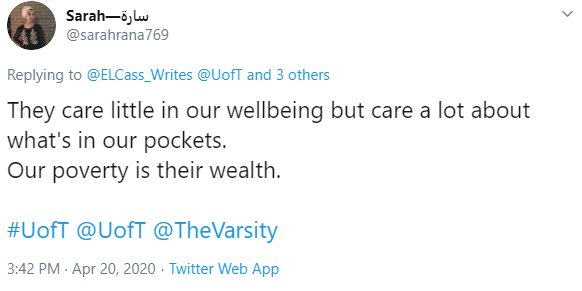 Sarah—سارة
@sarahrana769
Replying to @ELCass_Writes @UofT and 3 others
They care little in our wellbeing but care a lot about
what's in our pockets.
Our poverty is their wealth.
#UofT @UofT @TheVarsity
3:42 PM · Apr 20, 2020 · Twitter Web App